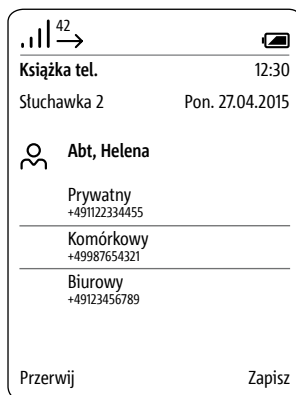 42
Książka tel. 12:30
Słuchawka 2 Pon. 27.04.2015
Abt, Helena
Prywatny
+491122334455
Komórkowy
+49987654321
Biurowy
+49123456789
Przerwij Zapisz